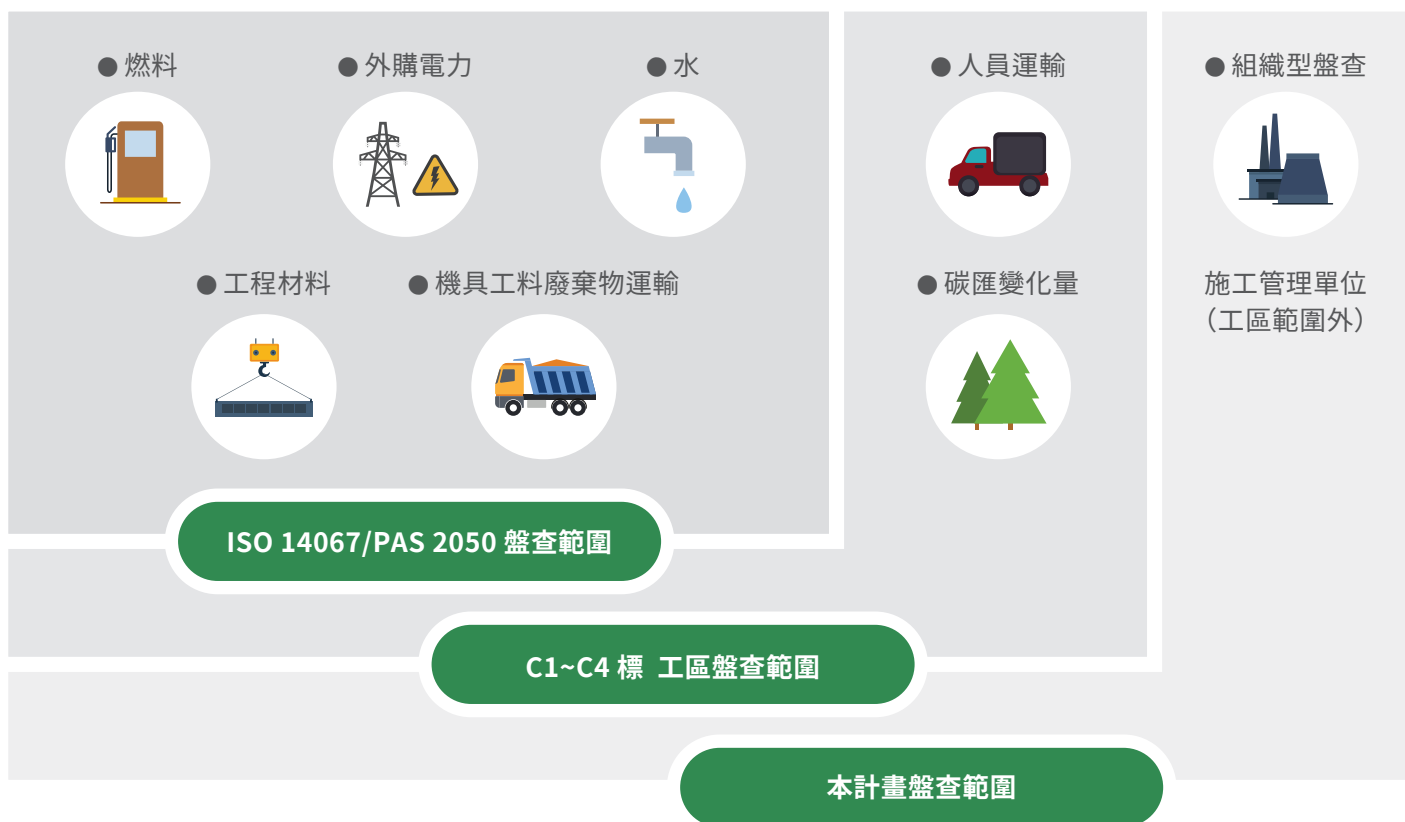 ● 燃料
● 外購電力
● 水
● 人員運輸
● 組織型盤查
● 工程材料
● 機具工料廢棄物運輸
● 碳匯變化量
施工管理單位
（工區範圍外）
ISO 14067/PAS 2050 盤查範圍
C1~C4 標 工區盤查範圍
本計畫盤查範圍